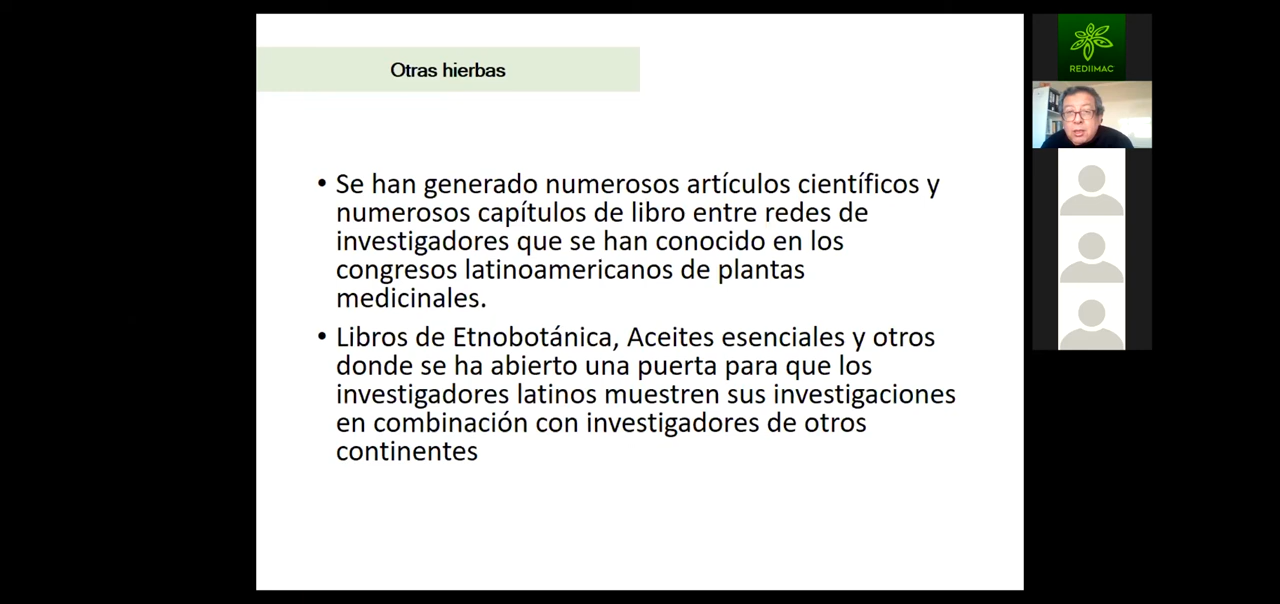 Otras hierbas
• Se han generado numerosos artículos científicos y
numerosos capítulos de libro entre redes de
investigadores que se han conocido en los
congresos latinoamericanos de plantas
medicinales.
• Libros de Etnobotánica, Aceites esenciales y otros
donde se ha abierto una puerta para que los
investigadores latinos muestren sus investigaciones
en combinación con investigadores de otros
continentes
REDIIMAC